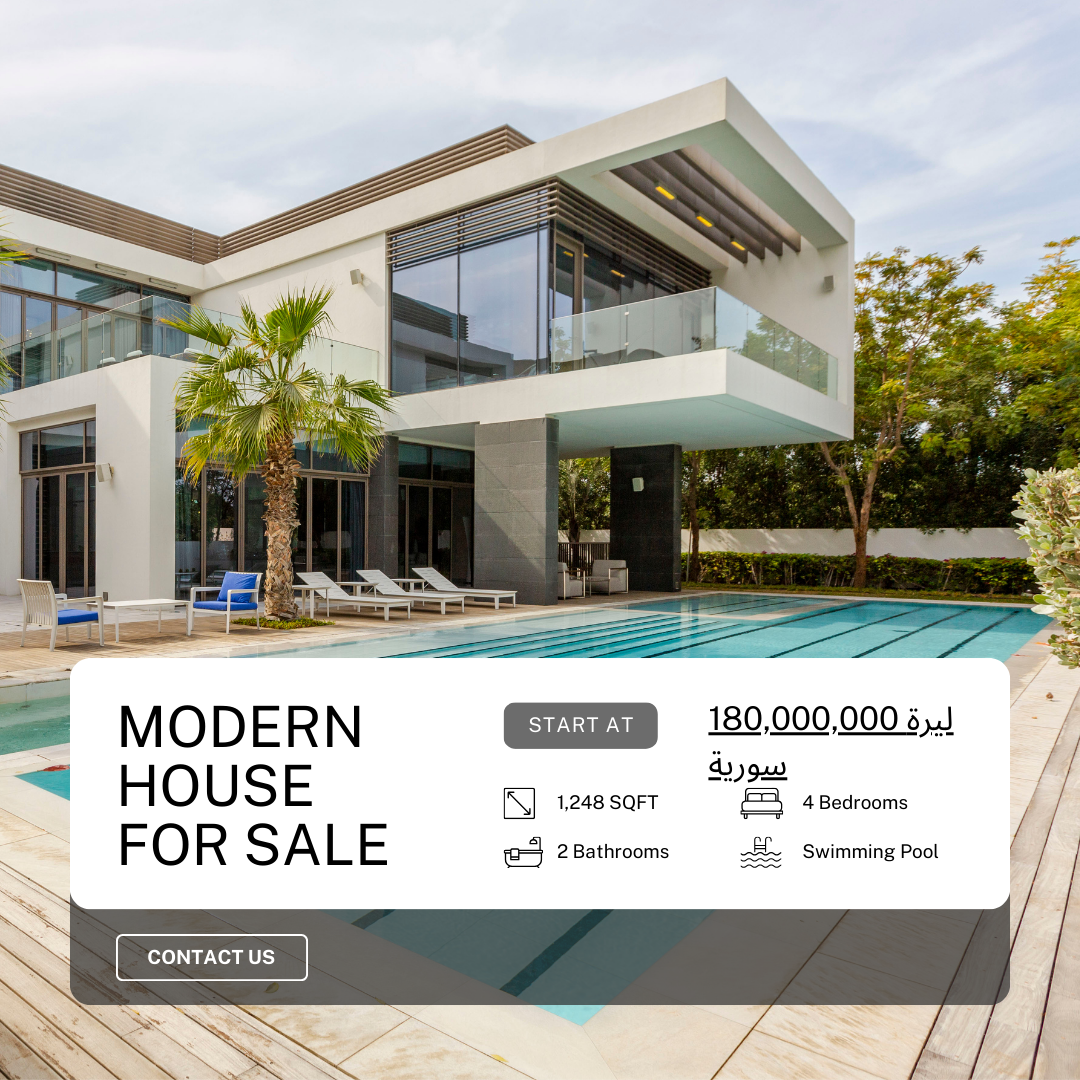 MODERN
HOUSE
FOR SALE
START AT
180,000,000 ليرة
سورية
1,248 SQFT
4 Bedrooms
2 Bathrooms
Swimming Pool
CONTACT US